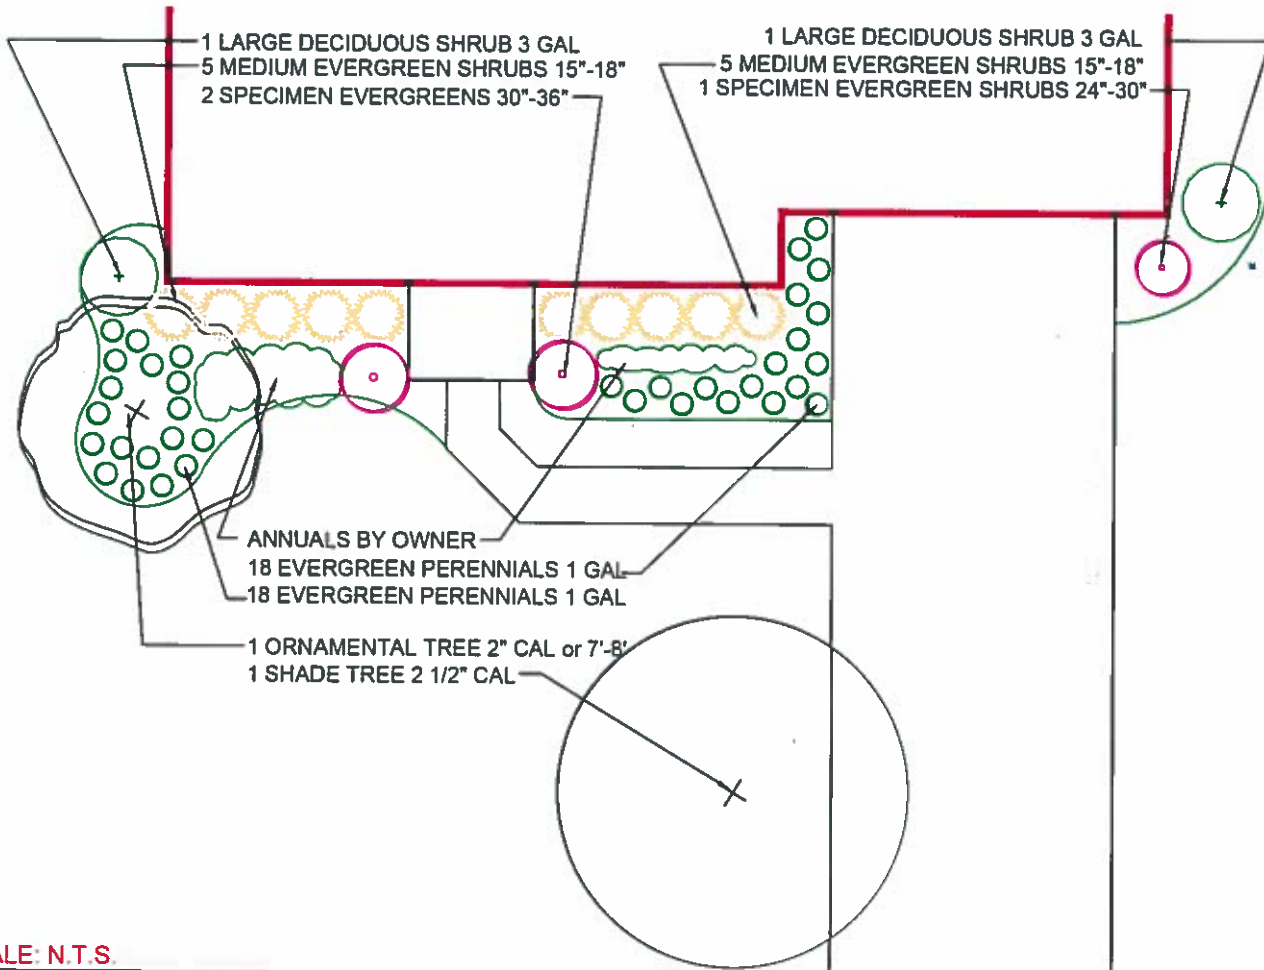 1 LARGE DECIDUOUS SHRUB 3 GAL
5 MEDIUM EVERGREEN SHRUBS 15"-18"
2 SPECIMEN EVERGREENS 30"-36"
1 LARGE DECIDUOUS SHRUB 3 GAL
5 MEDIUM EVERGREEN SHRUBS 15"-18"
1 SPECIMEN EVERGREEN SHRUBS 24"-30"
ANNUALS BY OWNER
18 EVERGREEN PERENNIALS 1 GAL
18 EVERGREEN PERENNIALS 1 GAL
1 ORNAMENTAL TREE 2" CAL or 7'-8'
1 SHADE TREE 2 1/2" CAL
ALE: N.T.S.